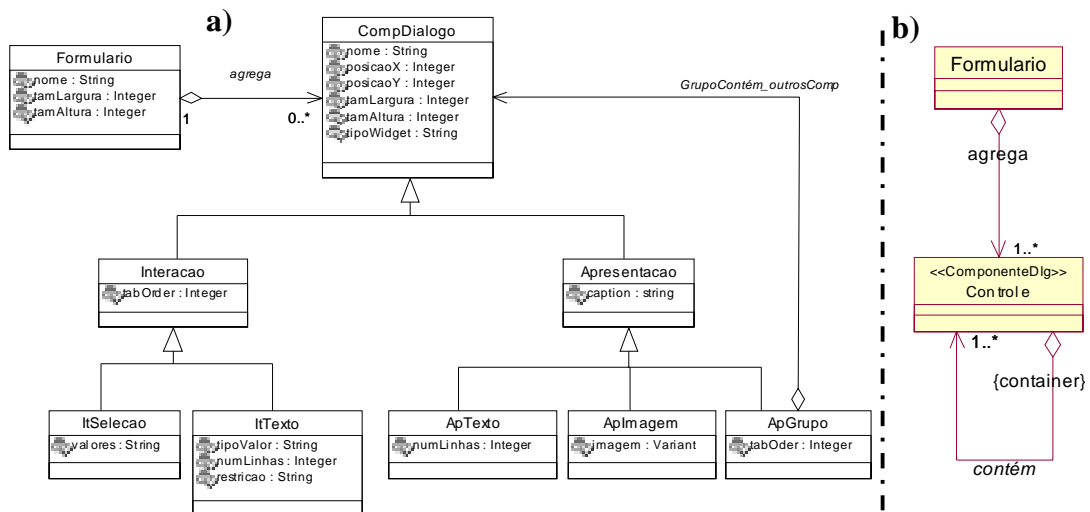 a)
Formulario
nome : String
tamLargura : Integer
tamAltura : Integer
agrega
1
0..*
CompDialogo
nome : String
posicaoX : Integer
posicaoY : Integer
tamLargura : Integer
tamAltura : Integer
tipoWidget : String
GrupoContém_outrosComp
Interacao
tabOrder : Integer
Apresentacao
caption : string
ItSelecao
valores : String
ItTexto
tipoValor : String
numLinhas : Integer
restricao : String
ApTexto
numLinhas : Integer
ApImagem
imagem : Variant
ApGrupo
tabOder : Integer
b)
Formulario
agrega
1..*
<<ComponenteDlg>>
Controle
1..*
{container}
contém